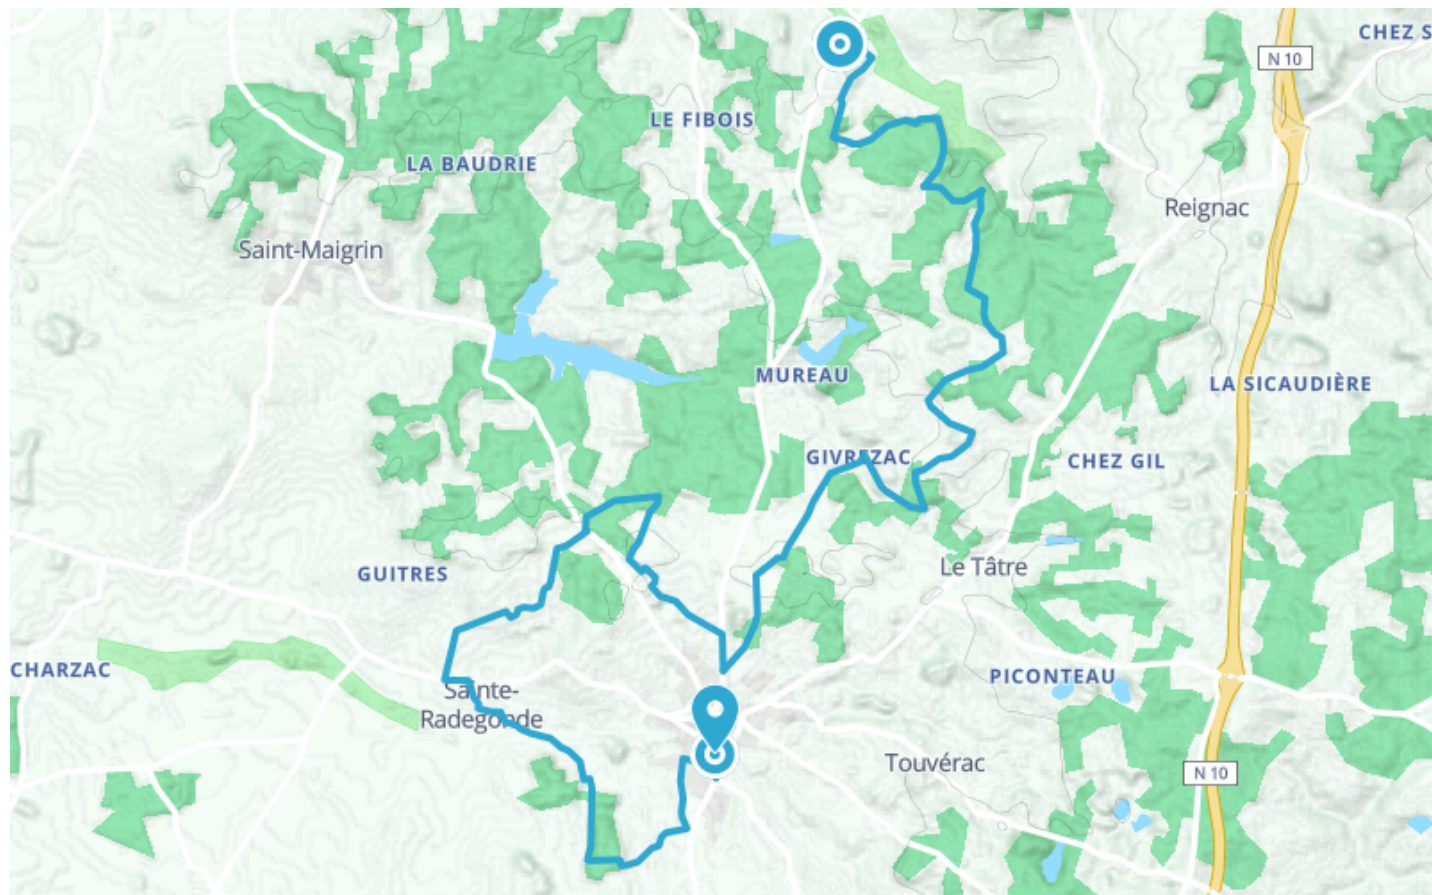 CHEZ S
N 10
LE FIBOIS
LA BAUDRIE
Reignac
Saint-Maigrin
MUREAU
LA SICAUDIÈRE
GIVREZAC
CHEZ GIL
Le Tâtre
GUITRES
CHARZAC
PICONTEAU
Sainte-
Radegonde
Touvérac
N 10